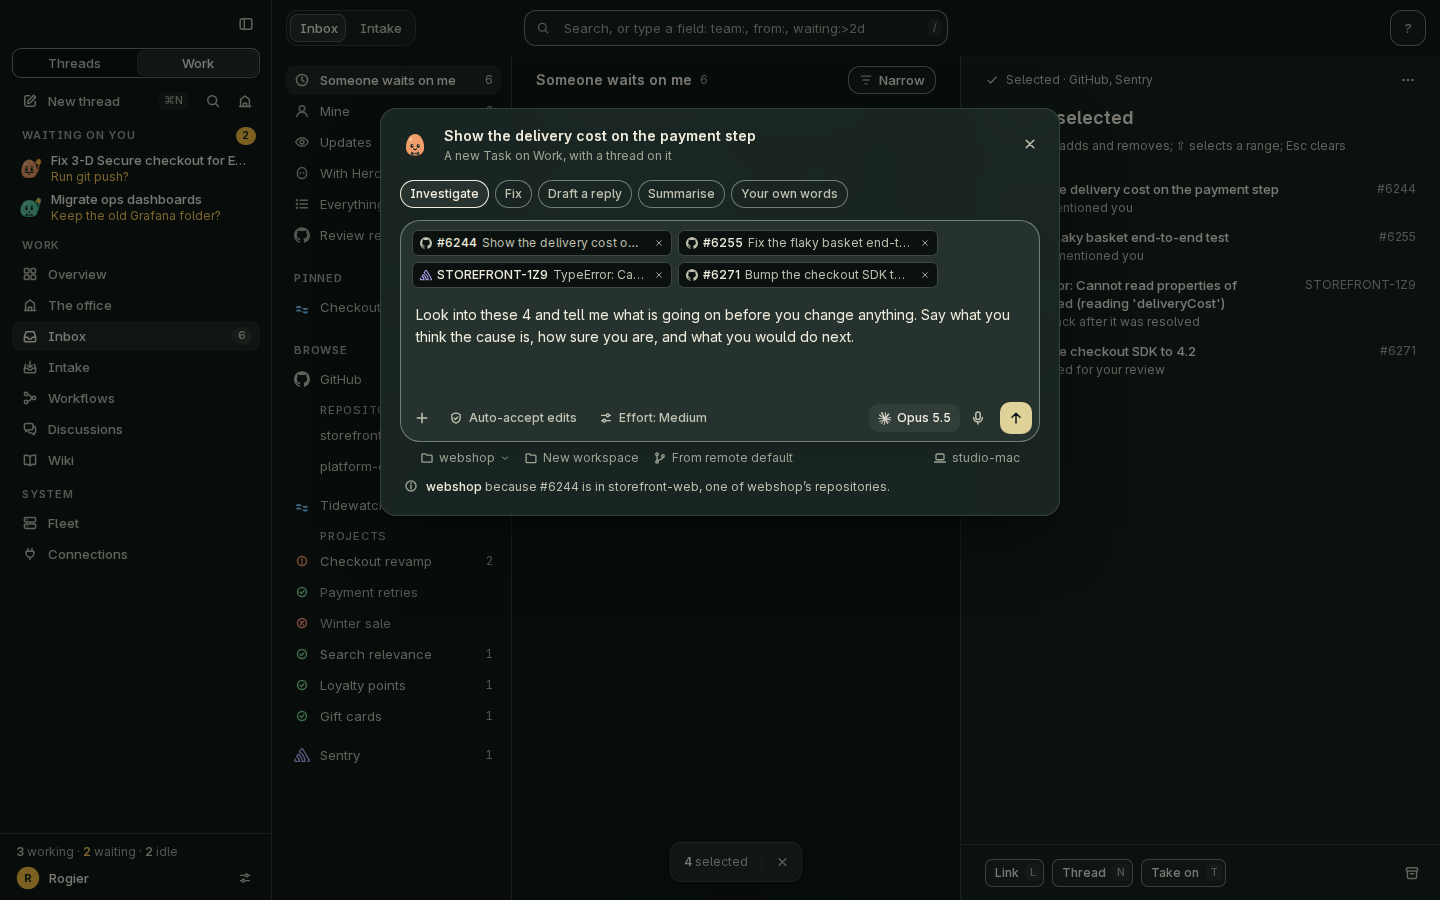 Threads
Work
New thread
⌘N
WAITING ON YOU
2
Fix 3-D Secure checkout for E...
Run git push?
Migrate ops dashboards
Keep the old Grafana folder?
WORK
Overview
The office
Inbox
6
Intake
Workflows
Discussions
Wiki
SYSTEM
Fleet
Connections
3 working · 2 waiting · 2 idle
R
Rogier
Inbox
Intake
Search, or type a field: team:, from:, waiting:>2d
/
?
Someone waits on me
6
Mine
Updates
With Her
Everything
Review re
PINNED
Checkout
BROWSE
GitHub
REPOSIT
storefront
platform-
Tidewatc
PROJECTS
Checkout revamp
2
Payment retries
Winter sale
Search relevance
1
Loyalty points
1
Gift cards
1
Sentry
1
Someone waits on me 6
Narrow
Show the delivery cost on the payment step
A new Task on Work, with a thread on it
Investigate
Fix
Draft a reply
Summarise
Your own words
#6244 Show the delivery cost o...
#6255 Fix the flaky basket end-t...
STOREFRONT-1Z9 TypeError: Ca...
#6271 Bump the checkout SDK t...
Look into these 4 and tell me what is going on before you change anything. Say what you
think the cause is, how sure you are, and what you would do next.
Auto-accept edits
Effort: Medium
Opus 5.5
webshop
New workspace
From remote default
studio-mac
webshop because #6244 is in storefront-web, one of webshop’s repositories.
4 selected
Selected · GitHub, Sentry
selected
adds and removes; ⇧ selects a range; Esc clears
e delivery cost on the payment step
#6244
entioned you
aky basket end-to-end test
#6255
mentioned you
or: Cannot read properties of
STOREFRONT-1Z9
ed (reading 'deliveryCost')
ck after it was resolved
e checkout SDK to 4.2
#6271
ed for your review
Link L
Thread N
Take on T